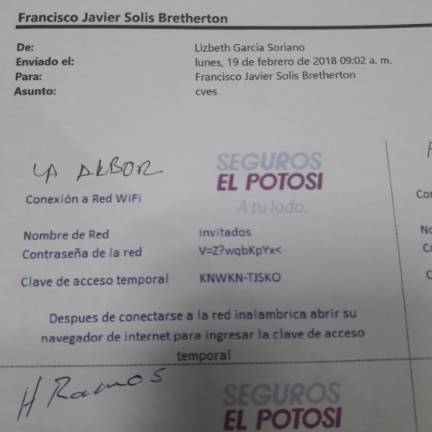 Francisco Javier Solis Bretherton
De: Lizbeth Garcia Soriano
Enviado el: lunes, 19 de febrero de 2018 09:02 a. m.
Para: Francisco Javier Solis Bretherton
Asunto: cves
LA ALBOR
SEGUROS
EL POTOSI
A tu lado.
Conexión a Red WiFi
Nombre de Red Invitados
Contraseña de la red V=Z?wqbKpYx<
Clave de acceso temporal KNWKN-TJSKO
Despues de conectarse a la red inalambrica abrir su
navegador de internet para ingresar la clave de acceso
temporal
H Ramos
SEGUROS
EL POTOSI